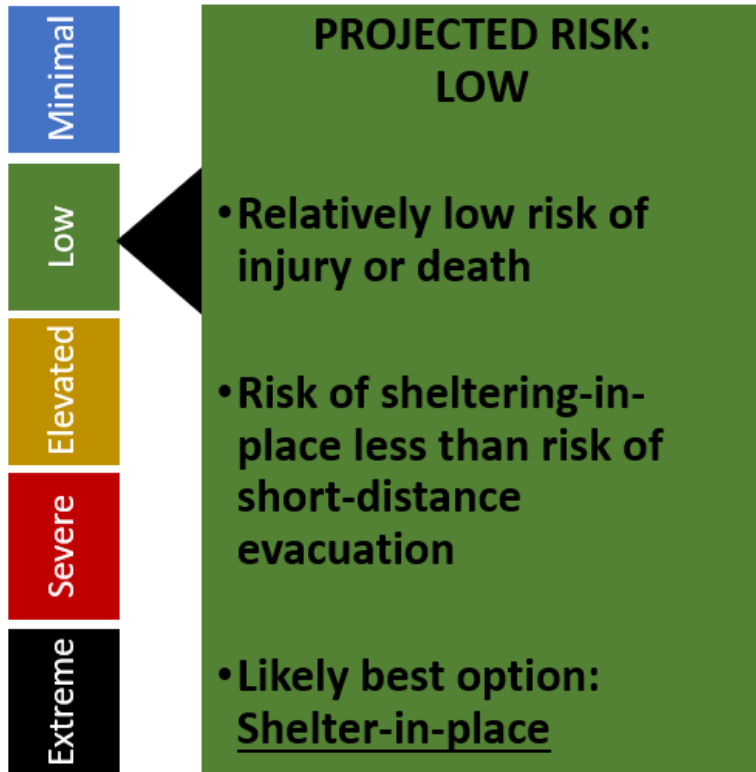 Minimal
Low
Elevated
Severe
Extreme
PROJECTED RISK:
LOW
•Relatively low risk of
injury or death
•Risk of sheltering-in-
place less than risk of
short-distance
evacuation
•Likely best option:
Shelter-in-place